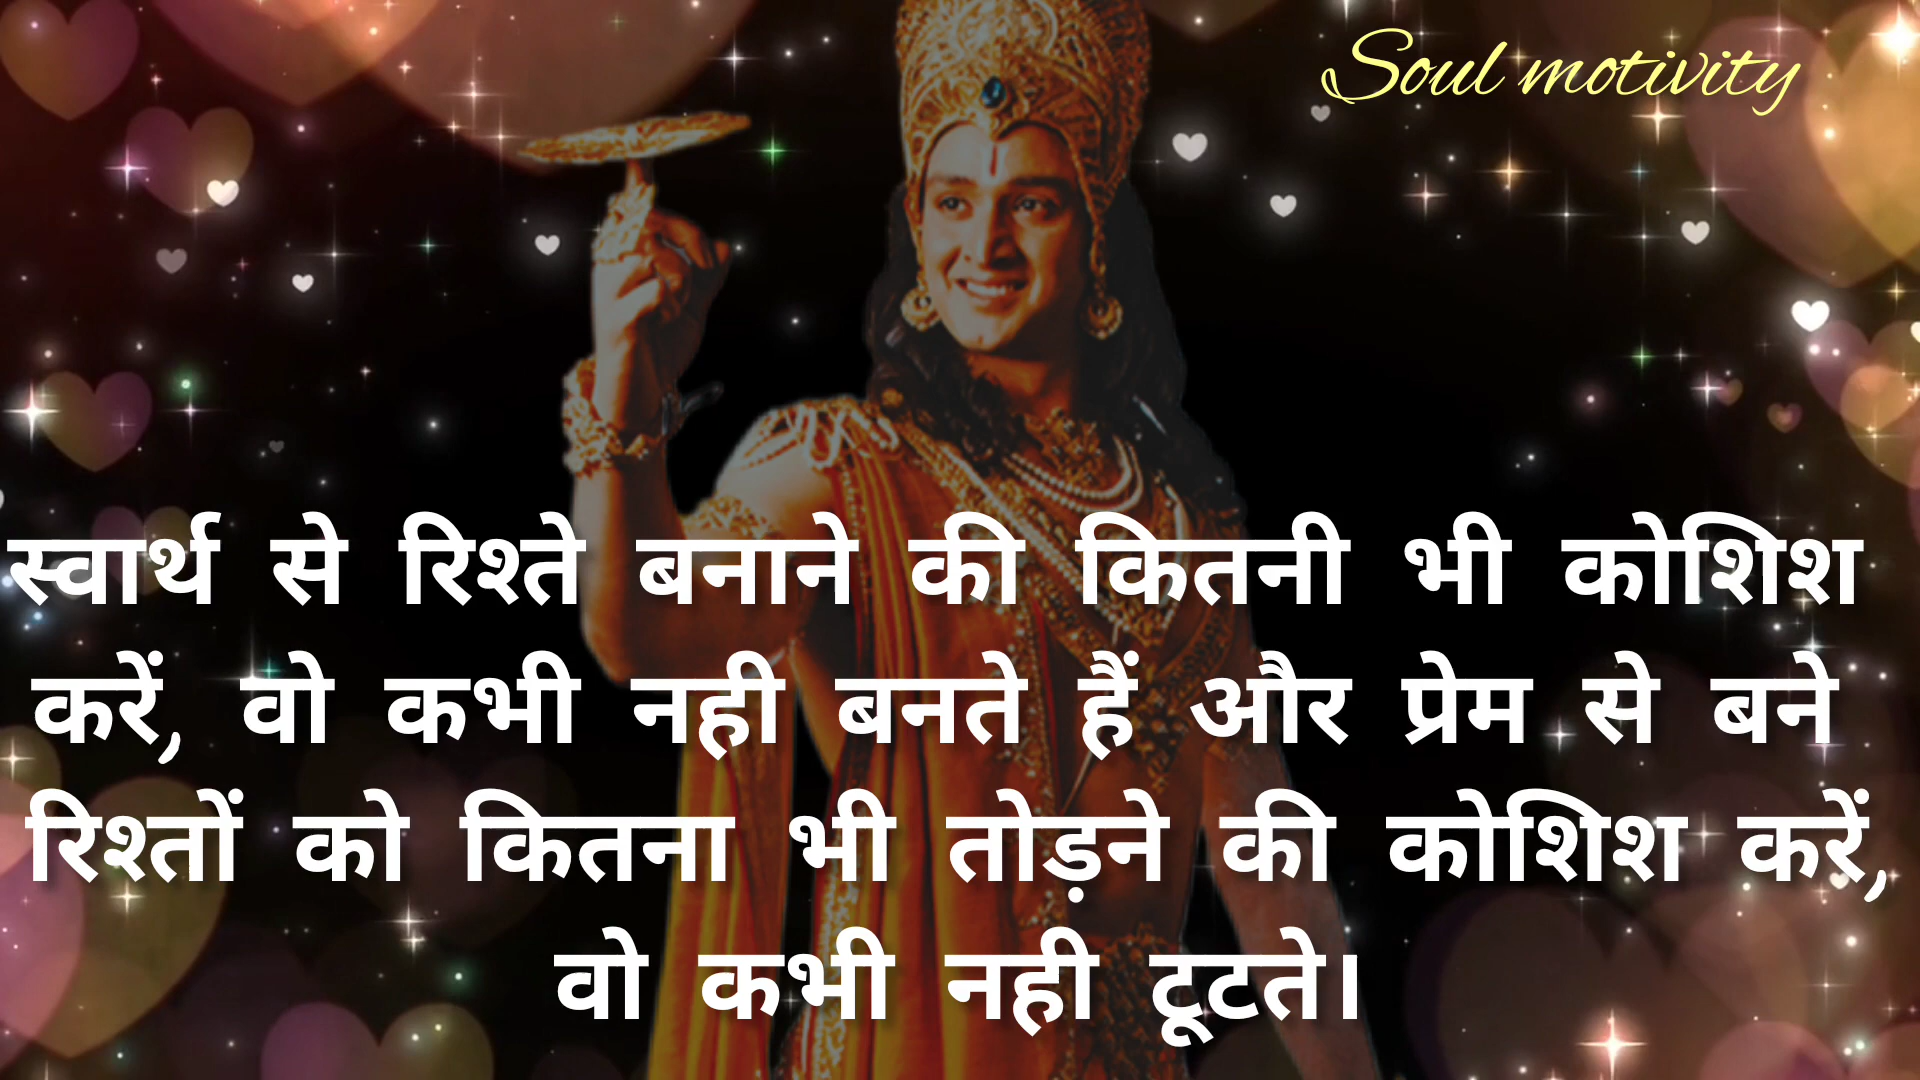 Soul motivity
स्वार्थ से रिश्ते बनाने की कितनी भी कोशिश
करें, वो कभी नही बनते हैं और प्रेम से बने
रिश्तों को कितना भी तोड़ने की कोशिश करें,
वो कभी नही टूटते।